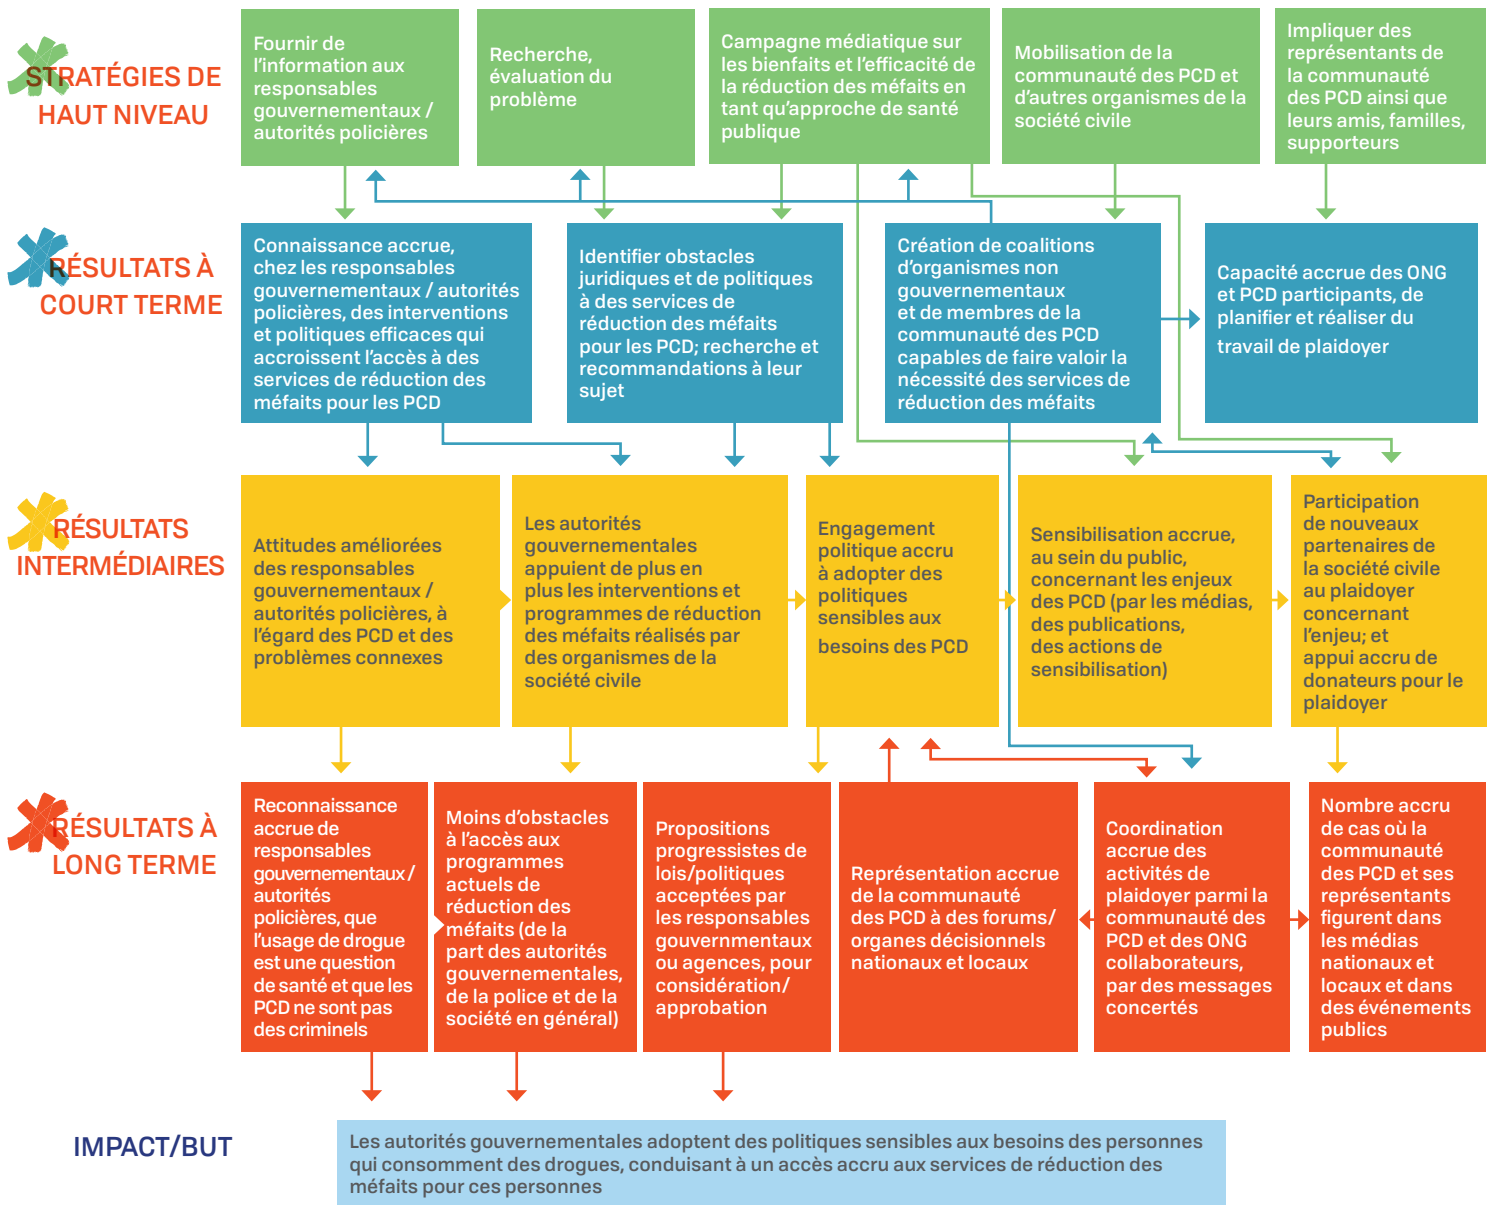 STRATÉGIES DE
HAUT NIVEAU
Fournir de
l'information aux
responsables
gouvernementaux /
autorités policières
Recherche,
évaluation du
problème
Campagne médiatique sur
les bienfaits et l'efficacité de
la réduction des méfaits en
tant qu'approche de santé
publique
Mobilisation de la
communauté des PCD et
d'autres organismes de la
société civile
Impliquer des
représentants de
la communauté
des PCD ainsi que
leurs amis, familles,
supporteurs
RÉSULTATS À
COURT TERME
Connaissance accrue,
chez les responsables
gouvernementaux / autorités
policières, des interventions
et politiques efficaces qui
accroissent l'accès à des
services de réduction des
méfaits pour les PCD
Identifier obstacles
juridiques et de politiques
à des services de
réduction des méfaits
pour les PCD; recherche et
recommandations à leur
sujet
Création de coalitions
d'organismes non
gouvernementaux
et de membres de la
communauté des PCD
capables de faire valoir la
nécessité des services de
réduction des méfaits
Capacité accrue des ONG
et PCD participants, de
planifier et réaliser du
travail de plaidoyer
RÉSULTATS
INTERMÉDIAIRES
Attitudes améliorées
des responsables
gouvernementaux /
autorités policières, à
l'égard des PCD et des
problèmes connexes
Les autorités
gouvernementales
appuient de plus en
plus les interventions et
programmes de réduction
des méfaits réalisés par
des organismes de la
société civile
Engagement
politique accru
à adopter des
politiques
sensibles aux
besoins des PCD
Sensibilisation accrue,
au sein du public,
concernant les enjeux
des PCD (par les médias,
des publications,
des actions de
sensibilisation)
Participation
de nouveaux
partenaires de
la société civile
au plaidoyer
concernant
l'enjeu; et
appui accru de
donateurs pour le
plaidoyer
RÉSULTATS À
LONG TERME
Reconnaissance
accrue de
responsables
gouvernementaux /
autorités
policières, que
l'usage de drogue
est une question
de santé et que les
PCD ne sont pas
des criminels
Moins d'obstacles
à l'accès aux
programmes
actuels de
réduction des
méfaits (de la
part des autorités
gouvernementales,
de la police et de la
société en général)
Propositions
progressistes de
lois/politiques
acceptées par
les responsables
gouvernmentaux
ou agences, pour
considération/
approbation
Représentation accrue
de la communauté
des PCD à des forums/
organes décisionnels
nationaux et locaux
Coordination
accrue des
activités de
plaidoyer parmi la
communauté des
PCD et des ONG
collaborateurs,
par des messages
concertés
Nombre accru
de cas où la
communauté
des PCD et ses
représentants
figurent dans
les médias
nationaux et
locaux et dans
des événements
publics
IMPACT/BUT
Les autorités gouvernementales adoptent des politiques sensibles aux besoins des personnes
qui consomment des drogues, conduisant à un accès accru aux services de réduction des
méfaits pour ces personnes